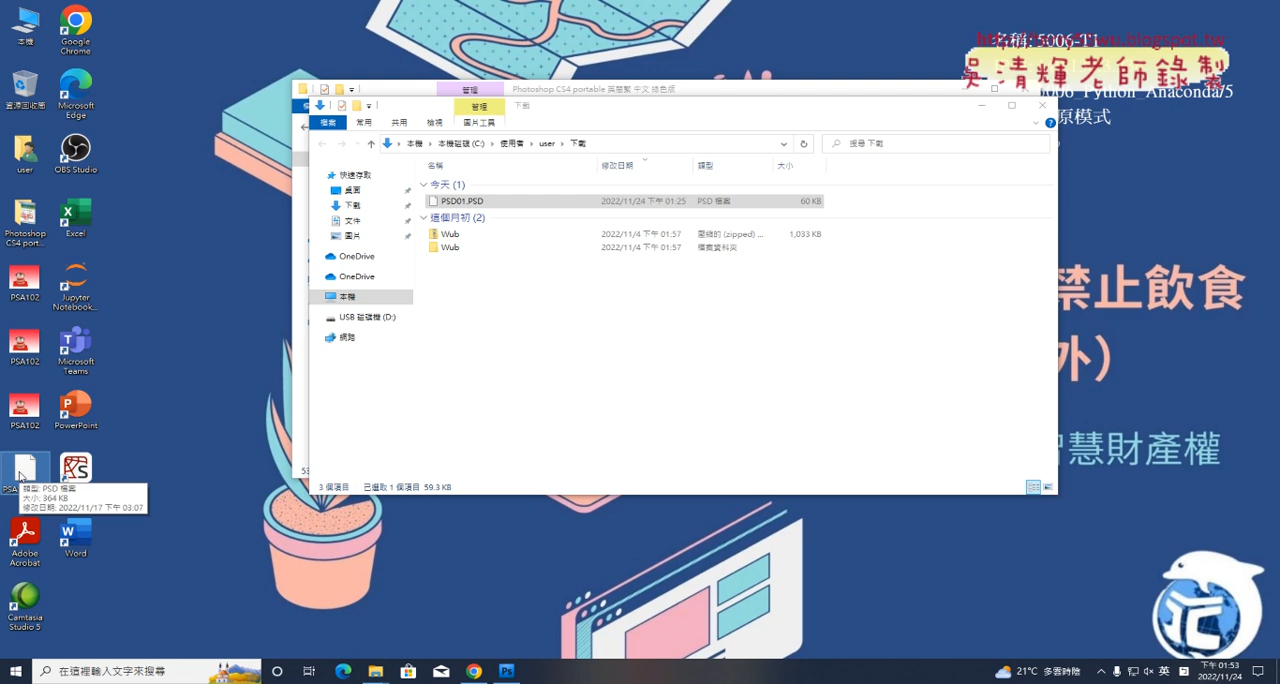 本機
Google
Chrome
資源回收筒
Microsoft
Edge
user
OBS Studio
Photoshop
CS4 port...
Excel
PSA102
Jupyter
Notebook...
PSA102
Microsoft
Teams
PSA102
PowerPoint
類型: PSD 檔案
大小: 364 KB
修改日期: 2022/11/17 下午 03:07
Adobe
Acrobat
Word
Camtasia
Studio 5
管理
Photoshop CS4 portable 英簡繁 中文 綠色版
管理
下載
檔案
常用
共用
檢視
圖片工具
本機 › 本機磁碟 (C:) › 使用者 › user › 下載
搜尋 下載
名稱
修改日期
類型
大小
快速存取
桌面
下載
文件
圖片
OneDrive
OneDrive
本機
USB 磁碟機 (D:)
網路
今天 (1)
PSD01.PSD 2022/11/24 下午 01:25 PSD 檔案 60 KB
這個月初 (2)
Wub 2022/11/4 下午 01:57 壓縮的 (zipped) ... 1,033 KB
Wub 2022/11/4 下午 01:57 檔案資料夾
3 個項目 已選取 1 個項目 59.3 KB
吳清輝老師錄製
_Python_Anaconda/5
原模式
禁止飲食
外）
智慧財產權
在這裡輸入文字來搜尋
21°C 多雲時陰
英
下午 01:53
2022/11/24